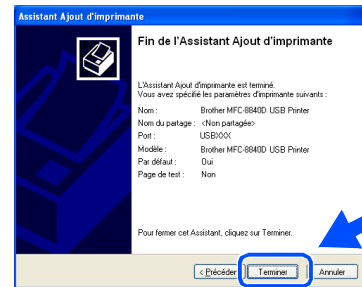 Assistant Ajout d'imprimante
Fin de l'Assistant Ajout d'imprimante
L'Assistant Ajout d'imprimante est terminé.
Vous avez spécifié les paramètres d'imprimante suivants :
Nom : Brother MFC-8840D USB Printer
Nom du partage : <Non partagée>
Port : USBXXX
Modèle : Brother MFC-8840D USB Printer
Par défaut : Oui
Page de test : Non
Pour fermer cet Assistant, cliquez sur Terminer.
< Précéden Terminer Annuler